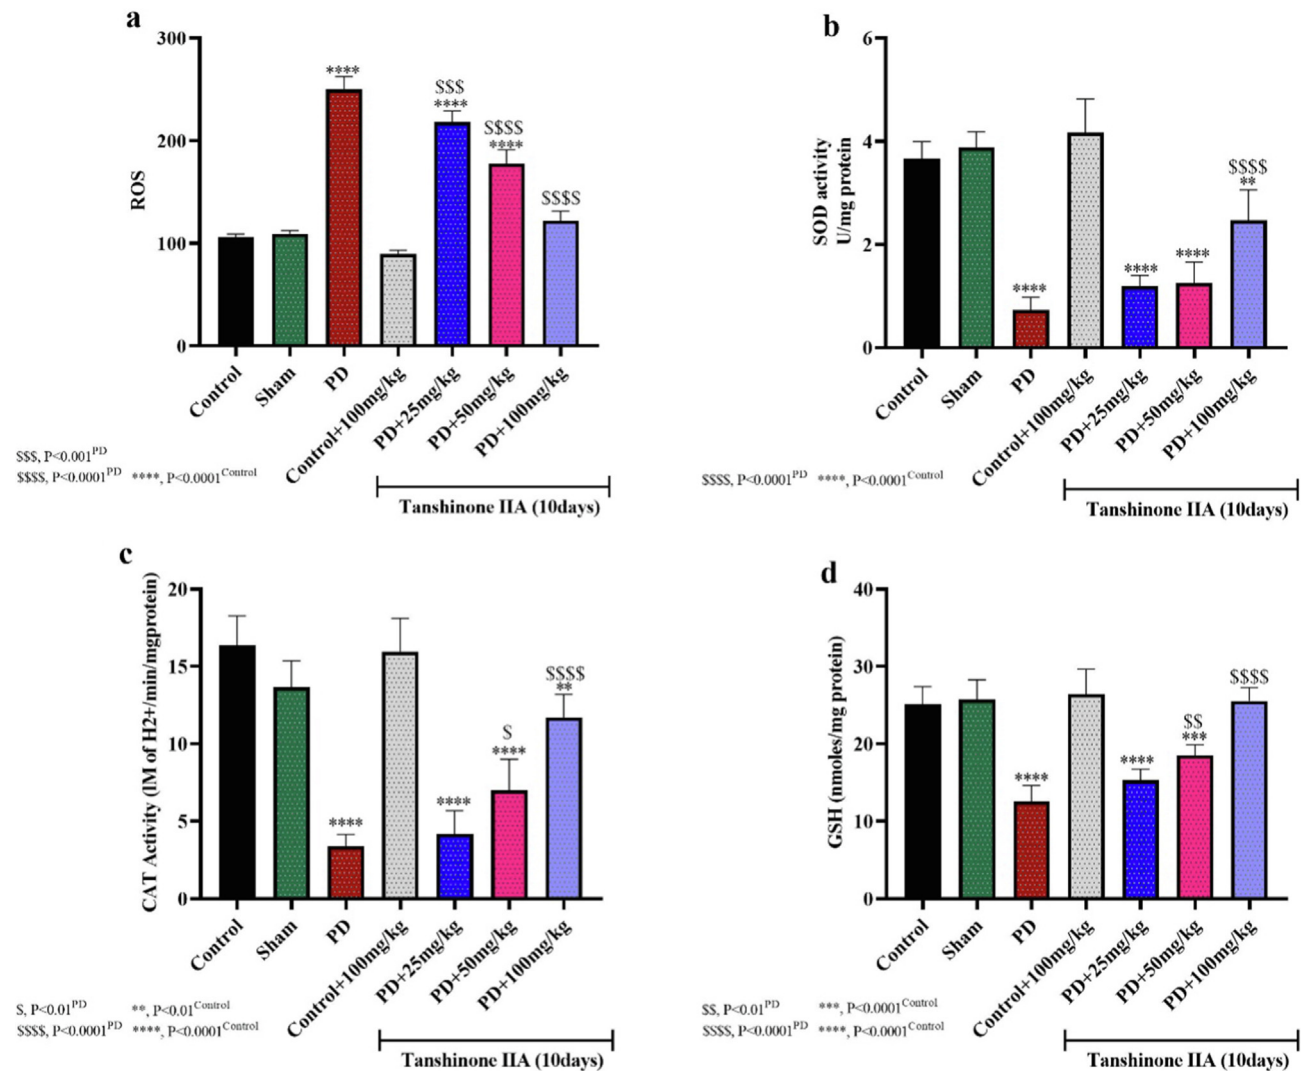 a
300
200
100
0
ROS
****
$$$
****
$$$$
****
$$$$
Control
Sham
PD
Control+100mg/kg
PD+25mg/kg
PD+50mg/kg
PD+100mg/kg
$$$, P<0.001PD
$$$$, P<0.0001PD ****, P<0.0001Control
Tanshinone IIA (10days)
b
6
4
2
0
SOD activity
U/mg protein
****
****
****
$$$$
**
Control
Sham
PD
Control+100mg/kg
PD+25mg/kg
PD+50mg/kg
PD+100mg/kg
$$$$, P<0.0001PD ****, P<0.0001Control
Tanshinone IIA (10days)
c
20
15
10
5
0
CAT Activity (IM of H2+/min/mgprotein)
****
****
$
****
$$$$
**
Control
Sham
PD
Control+100mg/kg
PD+25mg/kg
PD+50mg/kg
PD+100mg/kg
$, P<0.01PD **, P<0.01Control
$$$$, P<0.0001PD ****, P<0.0001Control
Tanshinone IIA (10days)
d
40
30
20
10
0
GSH (nmoles/mg protein)
****
****
$$
***
$$$$
Control
Sham
PD
Control+100mg/kg
PD+25mg/kg
PD+50mg/kg
PD+100mg/kg
$$, P<0.01PD ***, P<0.0001Control
$$$$, P<0.0001PD ****, P<0.0001Control
Tanshinone IIA (10days)